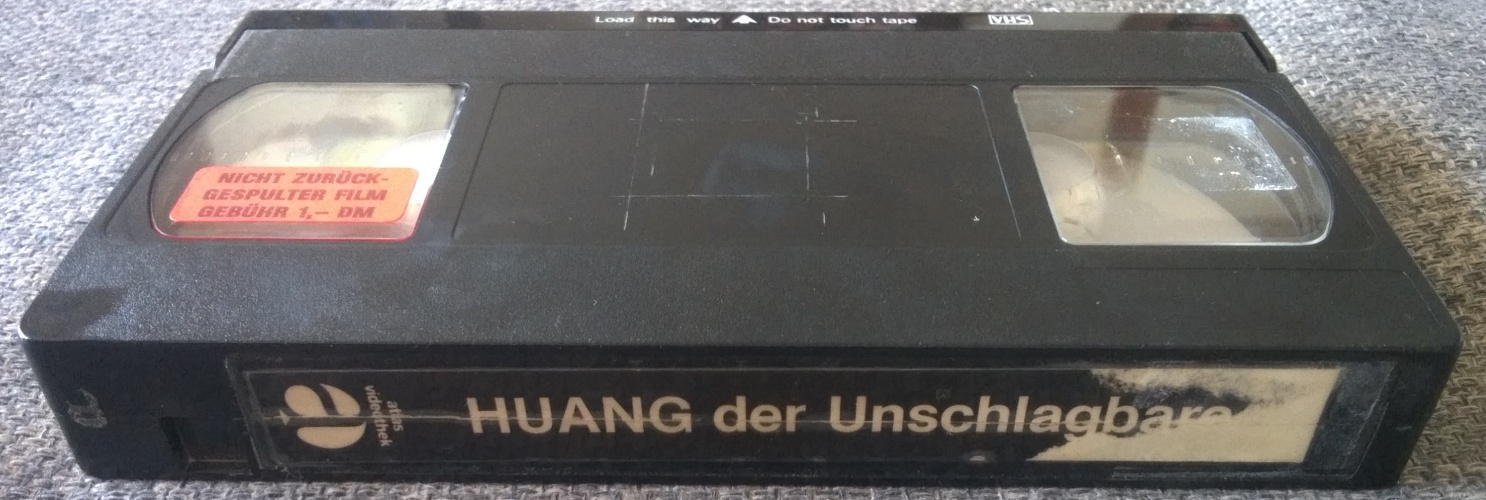 Load this way Do not touch tape VHS
NICHT ZURÜCK-
GESPULTER FILM
GEBÜHR 1,- DM
atlas
videothek
HUANG der Unschlagbare